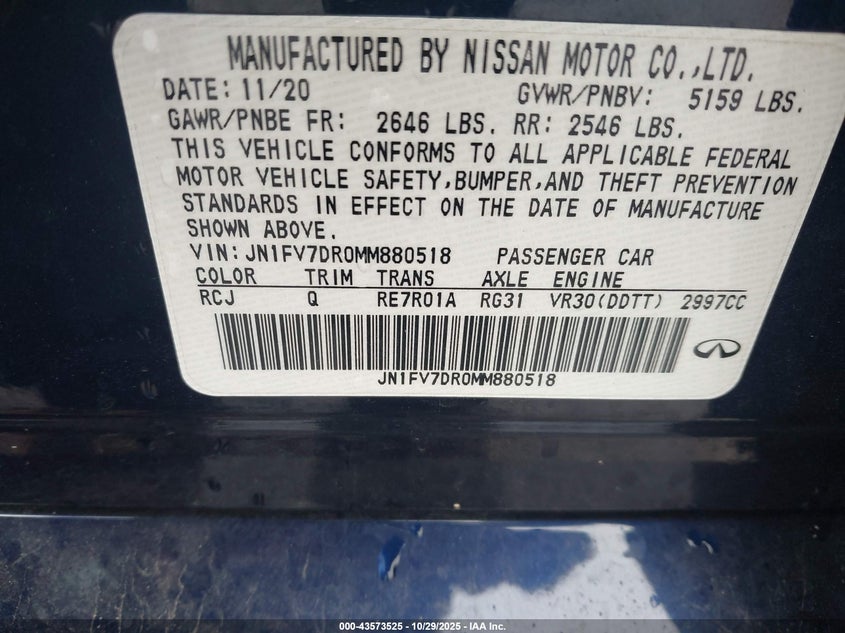 MANUFACTURED BY NISSAN MOTOR CO.,LTD.
DATE: 11/20 GVWR/PNBV: 5159 LBS.
GAWR/PNBE FR: 2646 LBS. RR: 2546 LBS.
THIS VEHICLE CONFORMS TO ALL APPLICABLE FEDERAL
MOTOR VEHICLE SAFETY,BUMPER,AND THEFT PREVENTION
STANDARDS IN EFFECT ON THE DATE OF MANUFACTURE
SHOWN ABOVE.
VIN: JN1FV7DR0MM880518 PASSENGER CAR
COLOR TRIM TRANS AXLE ENGINE
RCJ Q RE7R01A RG31 VR30(DDTT) 2997CC
JN1FV7DR0MM880518
000-43573525 - 10/29/2025 - IAA Inc.